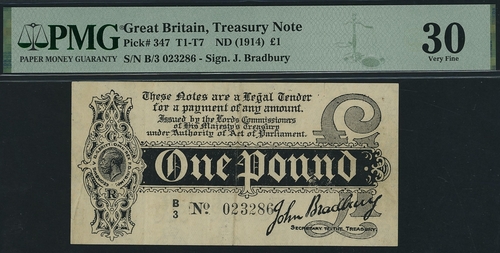 PMG
PAPER MONEY GUARANTY
Great Britain, Treasury Note
Pick# 347 T1-T7 ND (1914) £1
S/N B/3 023286 - Sign. J. Bradbury
30
Very Fine
These Notes are a Legal Tender
for a payment of any amount.
Issued by the Lords Commissioners
of His Majesty's Treasury
under Authority of Act of Parliament.
£1
One Pound
B/3 No. 023286
John Bradbury
SECRETARY TO THE TREASURY.